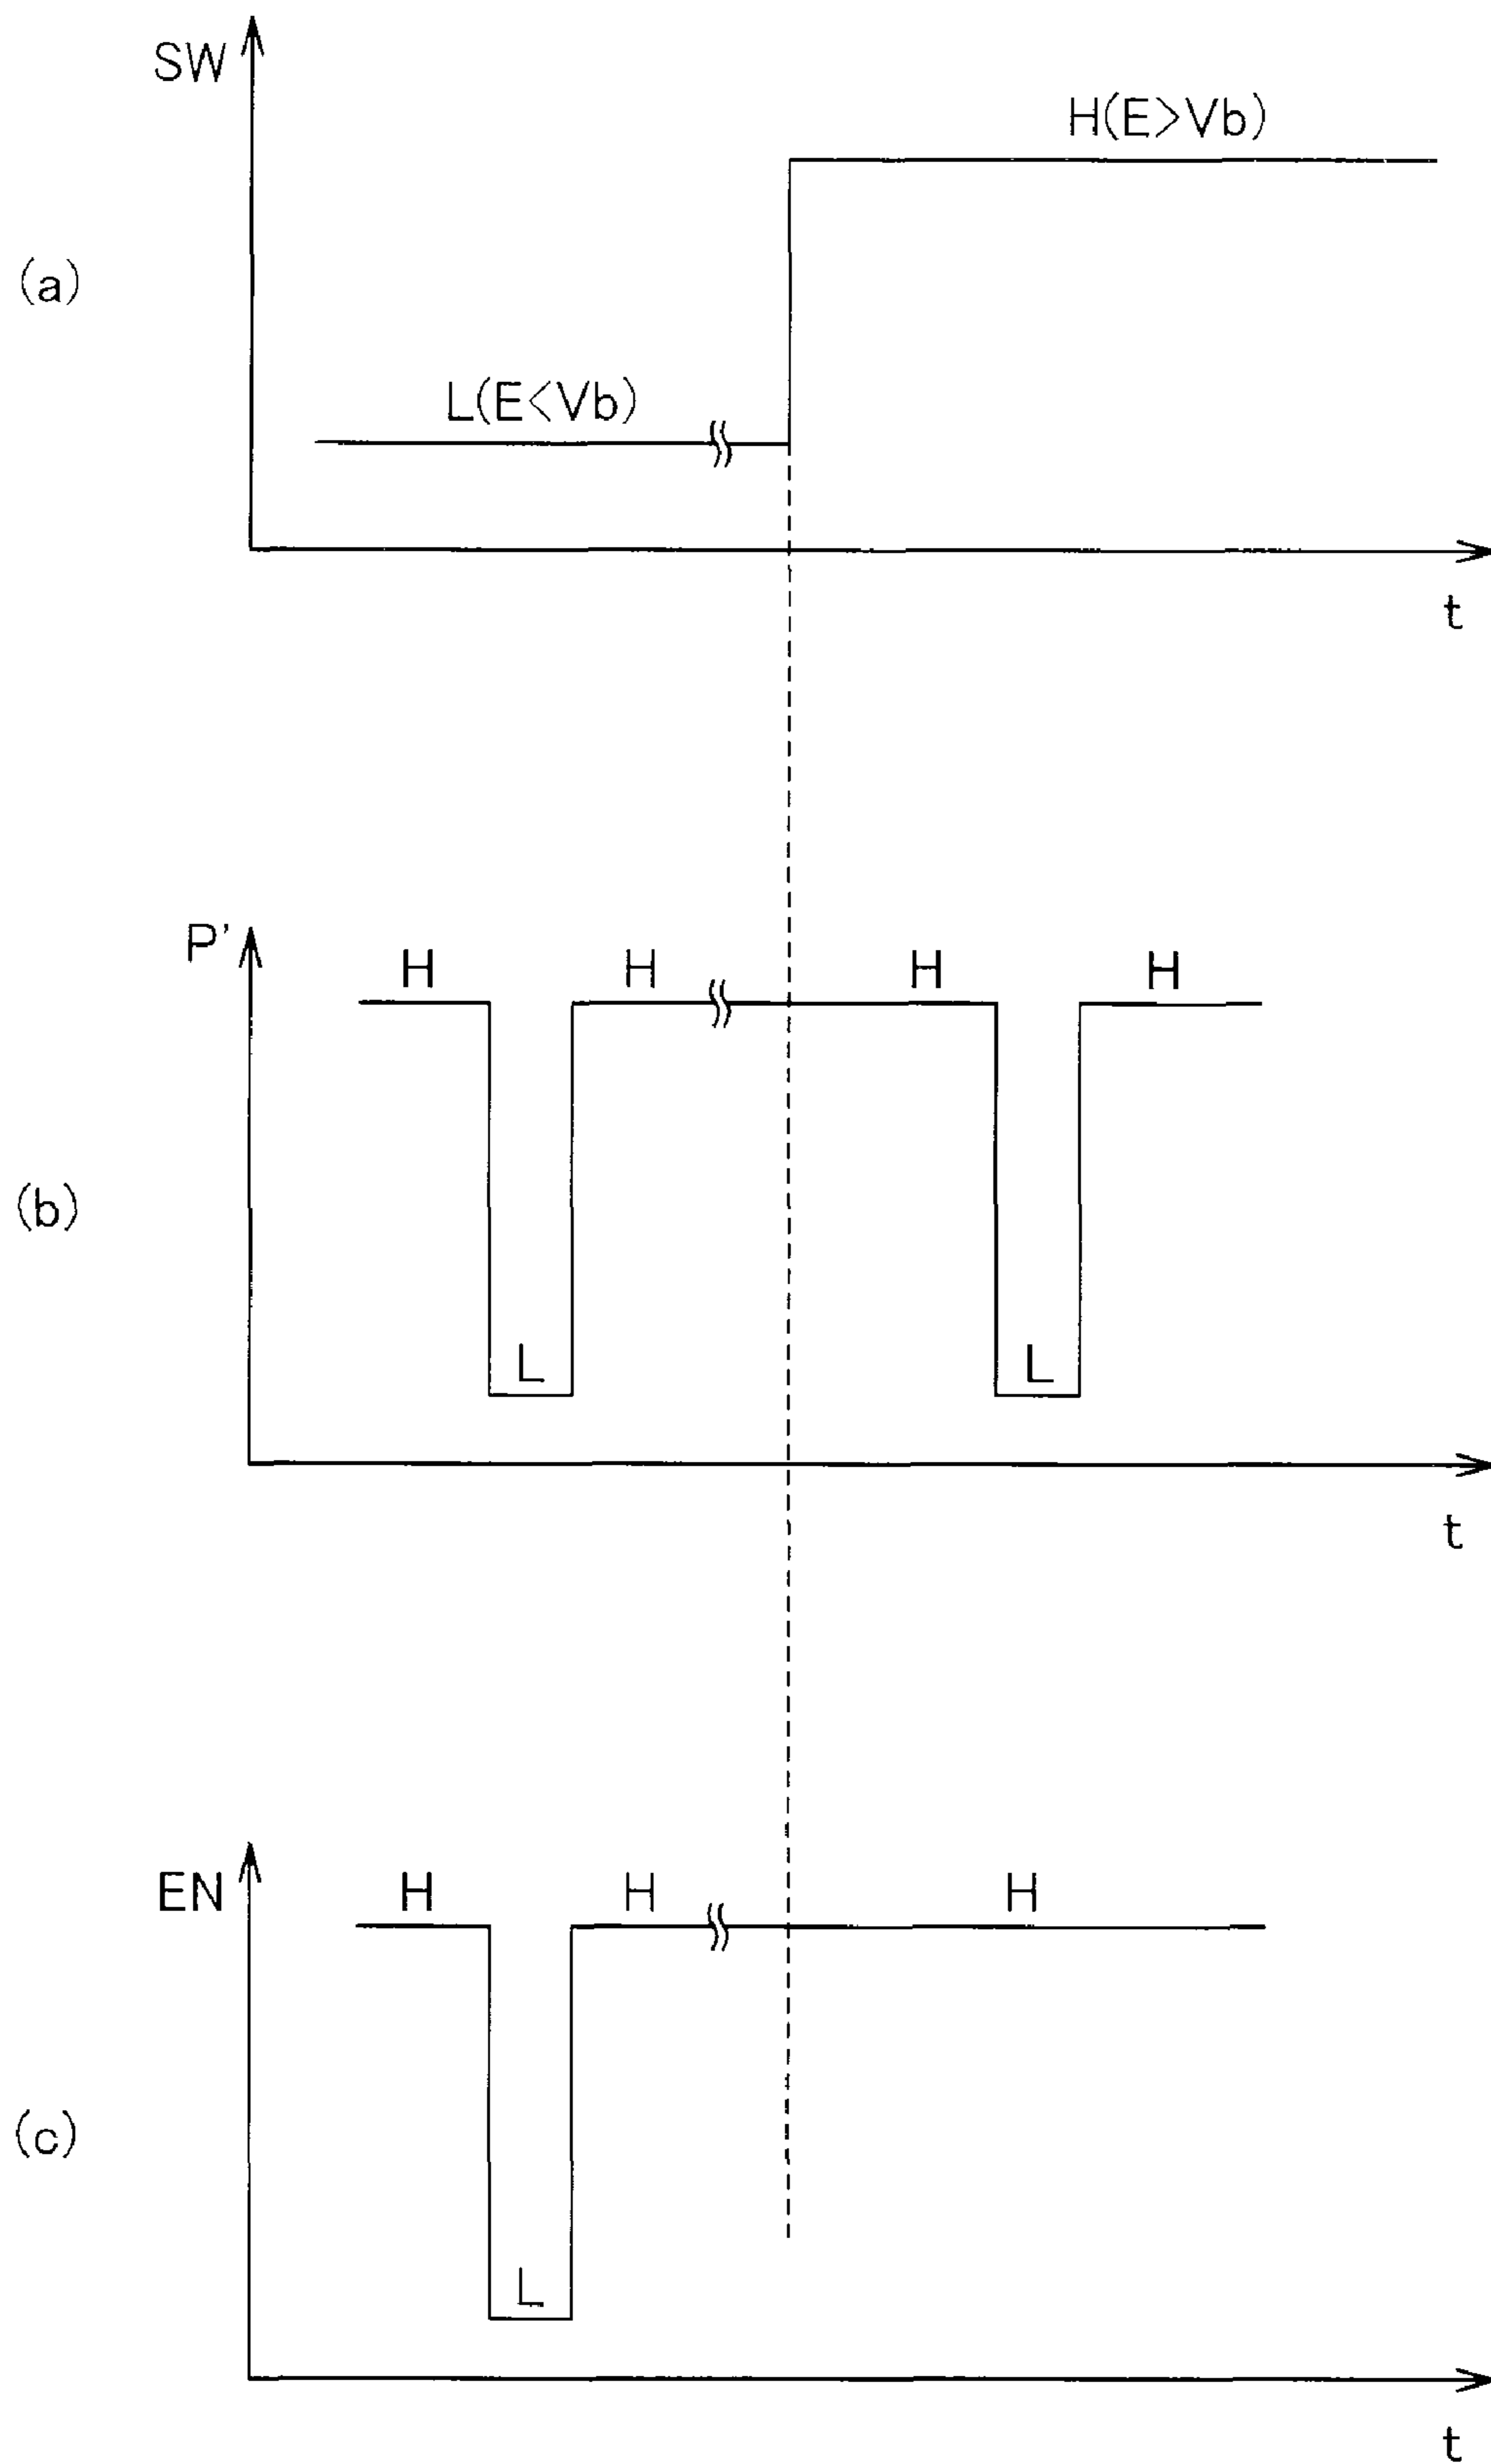 SW
H(E>Vb)
(a)
L(E<Vb)
t
P'
H H H H
(b)
L L
t
EN
H H H
(c)
L
t